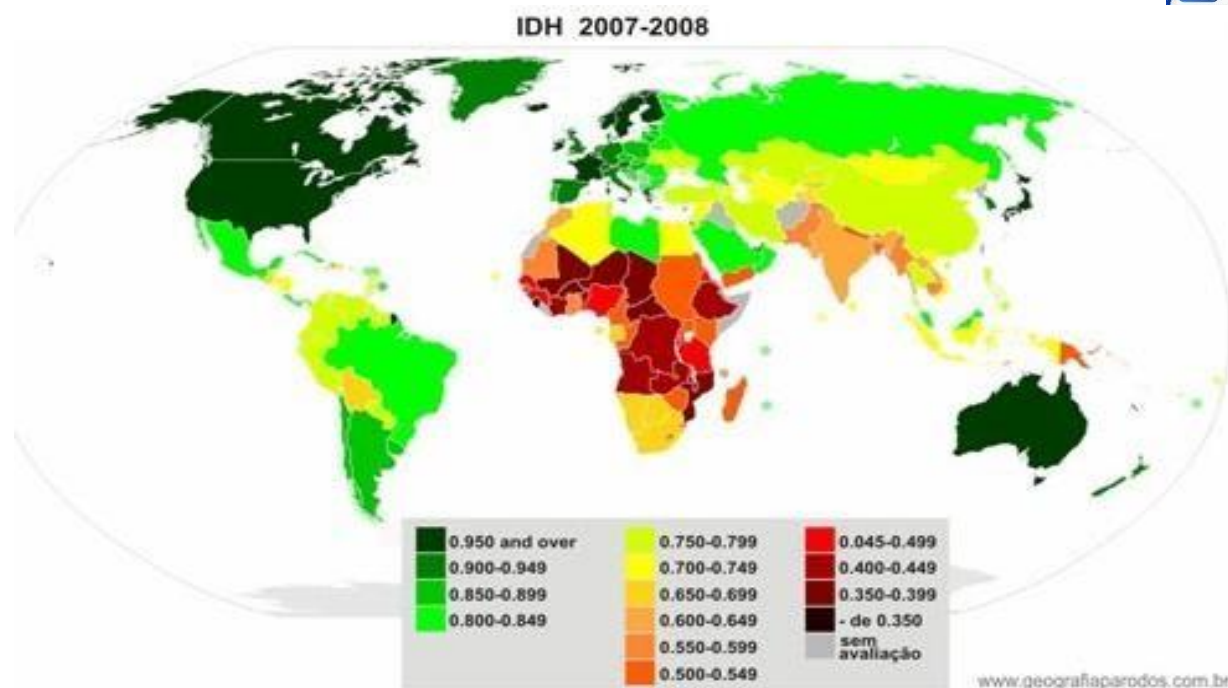 IDH 2007-2008
0.950 and over
0.900-0.949
0.850-0.899
0.800-0.849
0.750-0.799
0.700-0.749
0.650-0.699
0.600-0.649
0.550-0.599
0.500-0.549
0.045-0.499
0.400-0.449
0.350-0.399
- de 0.350
sem
avaliação
www.geografiaparodos.com.br